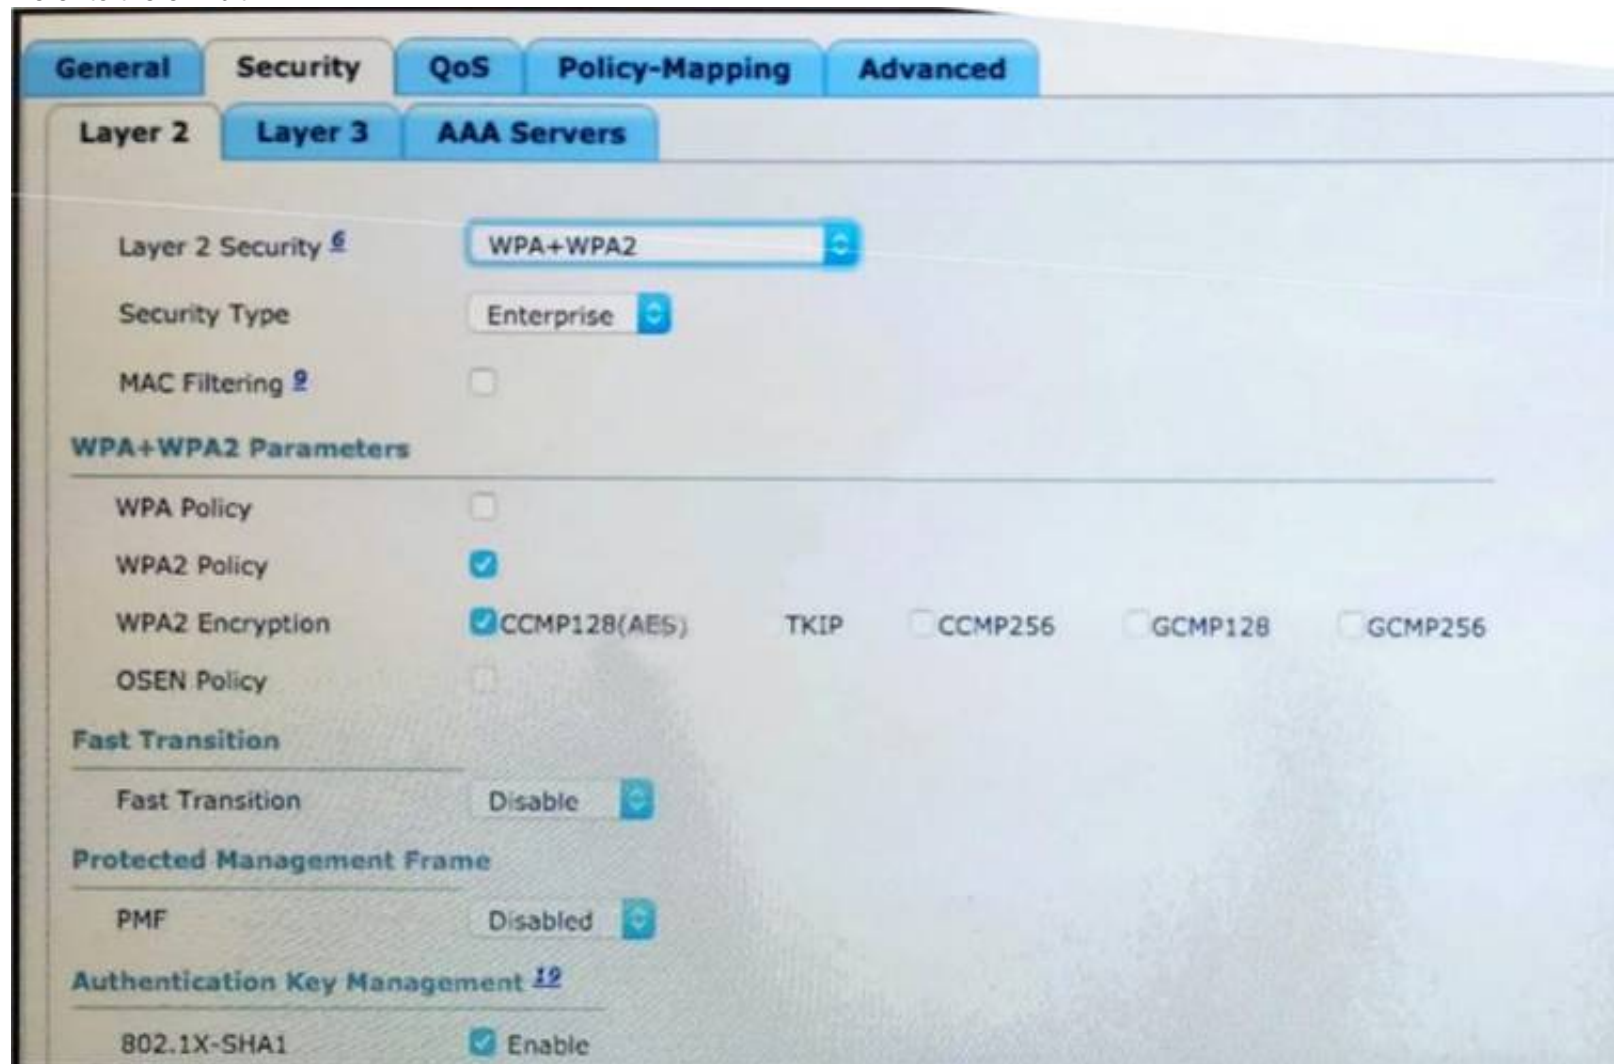 General Security QoS Policy-Mapping Advanced
Layer 2 Layer 3 AAA Servers
Layer 2 Security 6 WPA+WPA2
Security Type Enterprise
MAC Filtering 9
WPA+WPA2 Parameters
WPA Policy
WPA2 Policy
WPA2 Encryption CCMP128(AES) TKIP CCMP256 GCMP128 GCMP256
OSEN Policy
Fast Transition
Fast Transition Disable
Protected Management Frame
PMF Disabled
Authentication Key Management 19
802.1X-SHA1 Enable